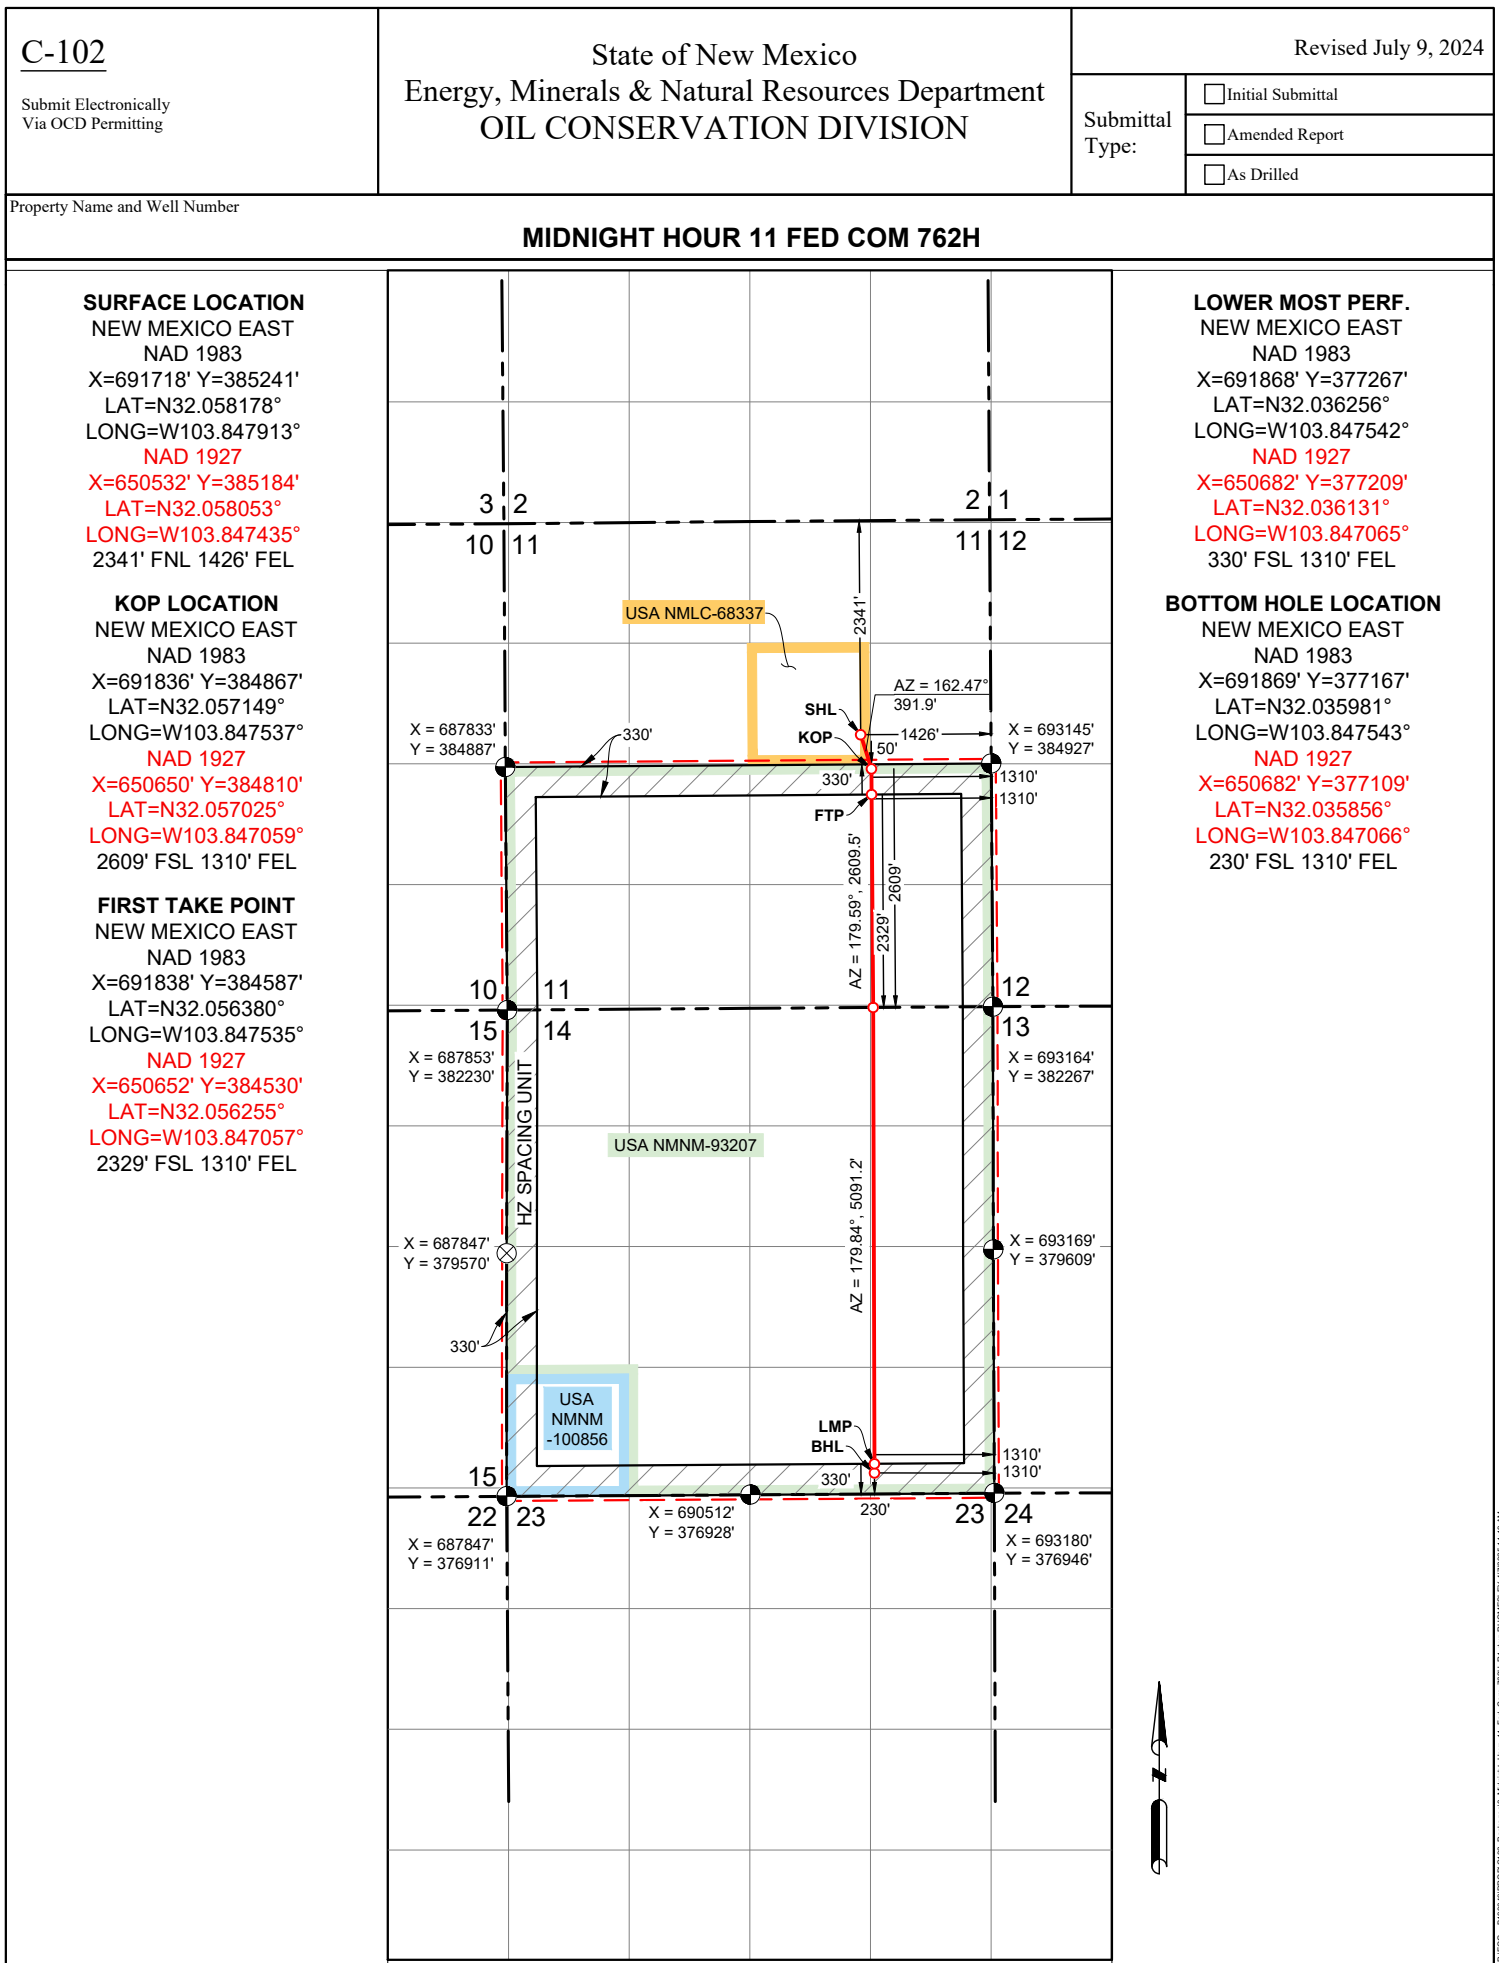 C-102
Submit Electronically
Via OCD Permitting
State of New Mexico
Energy, Minerals & Natural Resources Department
OIL CONSERVATION DIVISION
Revised July 9, 2024
Submittal
Type:
Initial Submittal
Amended Report
As Drilled
Property Name and Well Number
MIDNIGHT HOUR 11 FED COM 762H
SURFACE LOCATION
NEW MEXICO EAST
NAD 1983
X=691718' Y=385241'
LAT=N32.058178°
LONG=W103.847913°
NAD 1927
X=650532' Y=385184'
LAT=N32.058053°
LONG=W103.847435°
2341' FNL 1426' FEL
KOP LOCATION
NEW MEXICO EAST
NAD 1983
X=691836' Y=384867'
LAT=N32.057149°
LONG=W103.847537°
NAD 1927
X=650650' Y=384810'
LAT=N32.057025°
LONG=W103.847059°
2609' FSL 1310' FEL
FIRST TAKE POINT
NEW MEXICO EAST
NAD 1983
X=691838' Y=384587'
LAT=N32.056380°
LONG=W103.847535°
NAD 1927
X=650652' Y=384530'
LAT=N32.056255°
LONG=W103.847057°
2329' FSL 1310' FEL
3 2
2 1
10 11
11 12
USA NMLC-68337
2341'
AZ = 162.47°
391.9'
SHL
1426'
KOP
50'
X = 687833'
Y = 384887'
330'
X = 693145'
Y = 384927'
330'
1310'
1310'
FTP
AZ = 179.59°, 2609.5'
2329'
2609'
10 11
12
15 14
13
X = 687853'
Y = 382230'
X = 693164'
Y = 382267'
HZ SPACING UNIT
USA NMNM-93207
AZ = 179.84°, 5091.2'
X = 687847'
Y = 379570'
X = 693169'
Y = 379609'
330'
USA
NMNM
-100856
LMP
BHL
1310'
1310'
330'
230'
15
22 23
23 24
X = 690512'
Y = 376928'
X = 687847'
Y = 376911'
X = 693180'
Y = 376946'
LOWER MOST PERF.
NEW MEXICO EAST
NAD 1983
X=691868' Y=377267'
LAT=N32.036256°
LONG=W103.847542°
NAD 1927
X=650682' Y=377209'
LAT=N32.036131°
LONG=W103.847065°
330' FSL 1310' FEL
BOTTOM HOLE LOCATION
NEW MEXICO EAST
NAD 1983
X=691869' Y=377167'
LAT=N32.035981°
LONG=W103.847543°
NAD 1927
X=650682' Y=377109'
LAT=N32.035856°
LONG=W103.847066°
230' FSL 1310' FEL
N